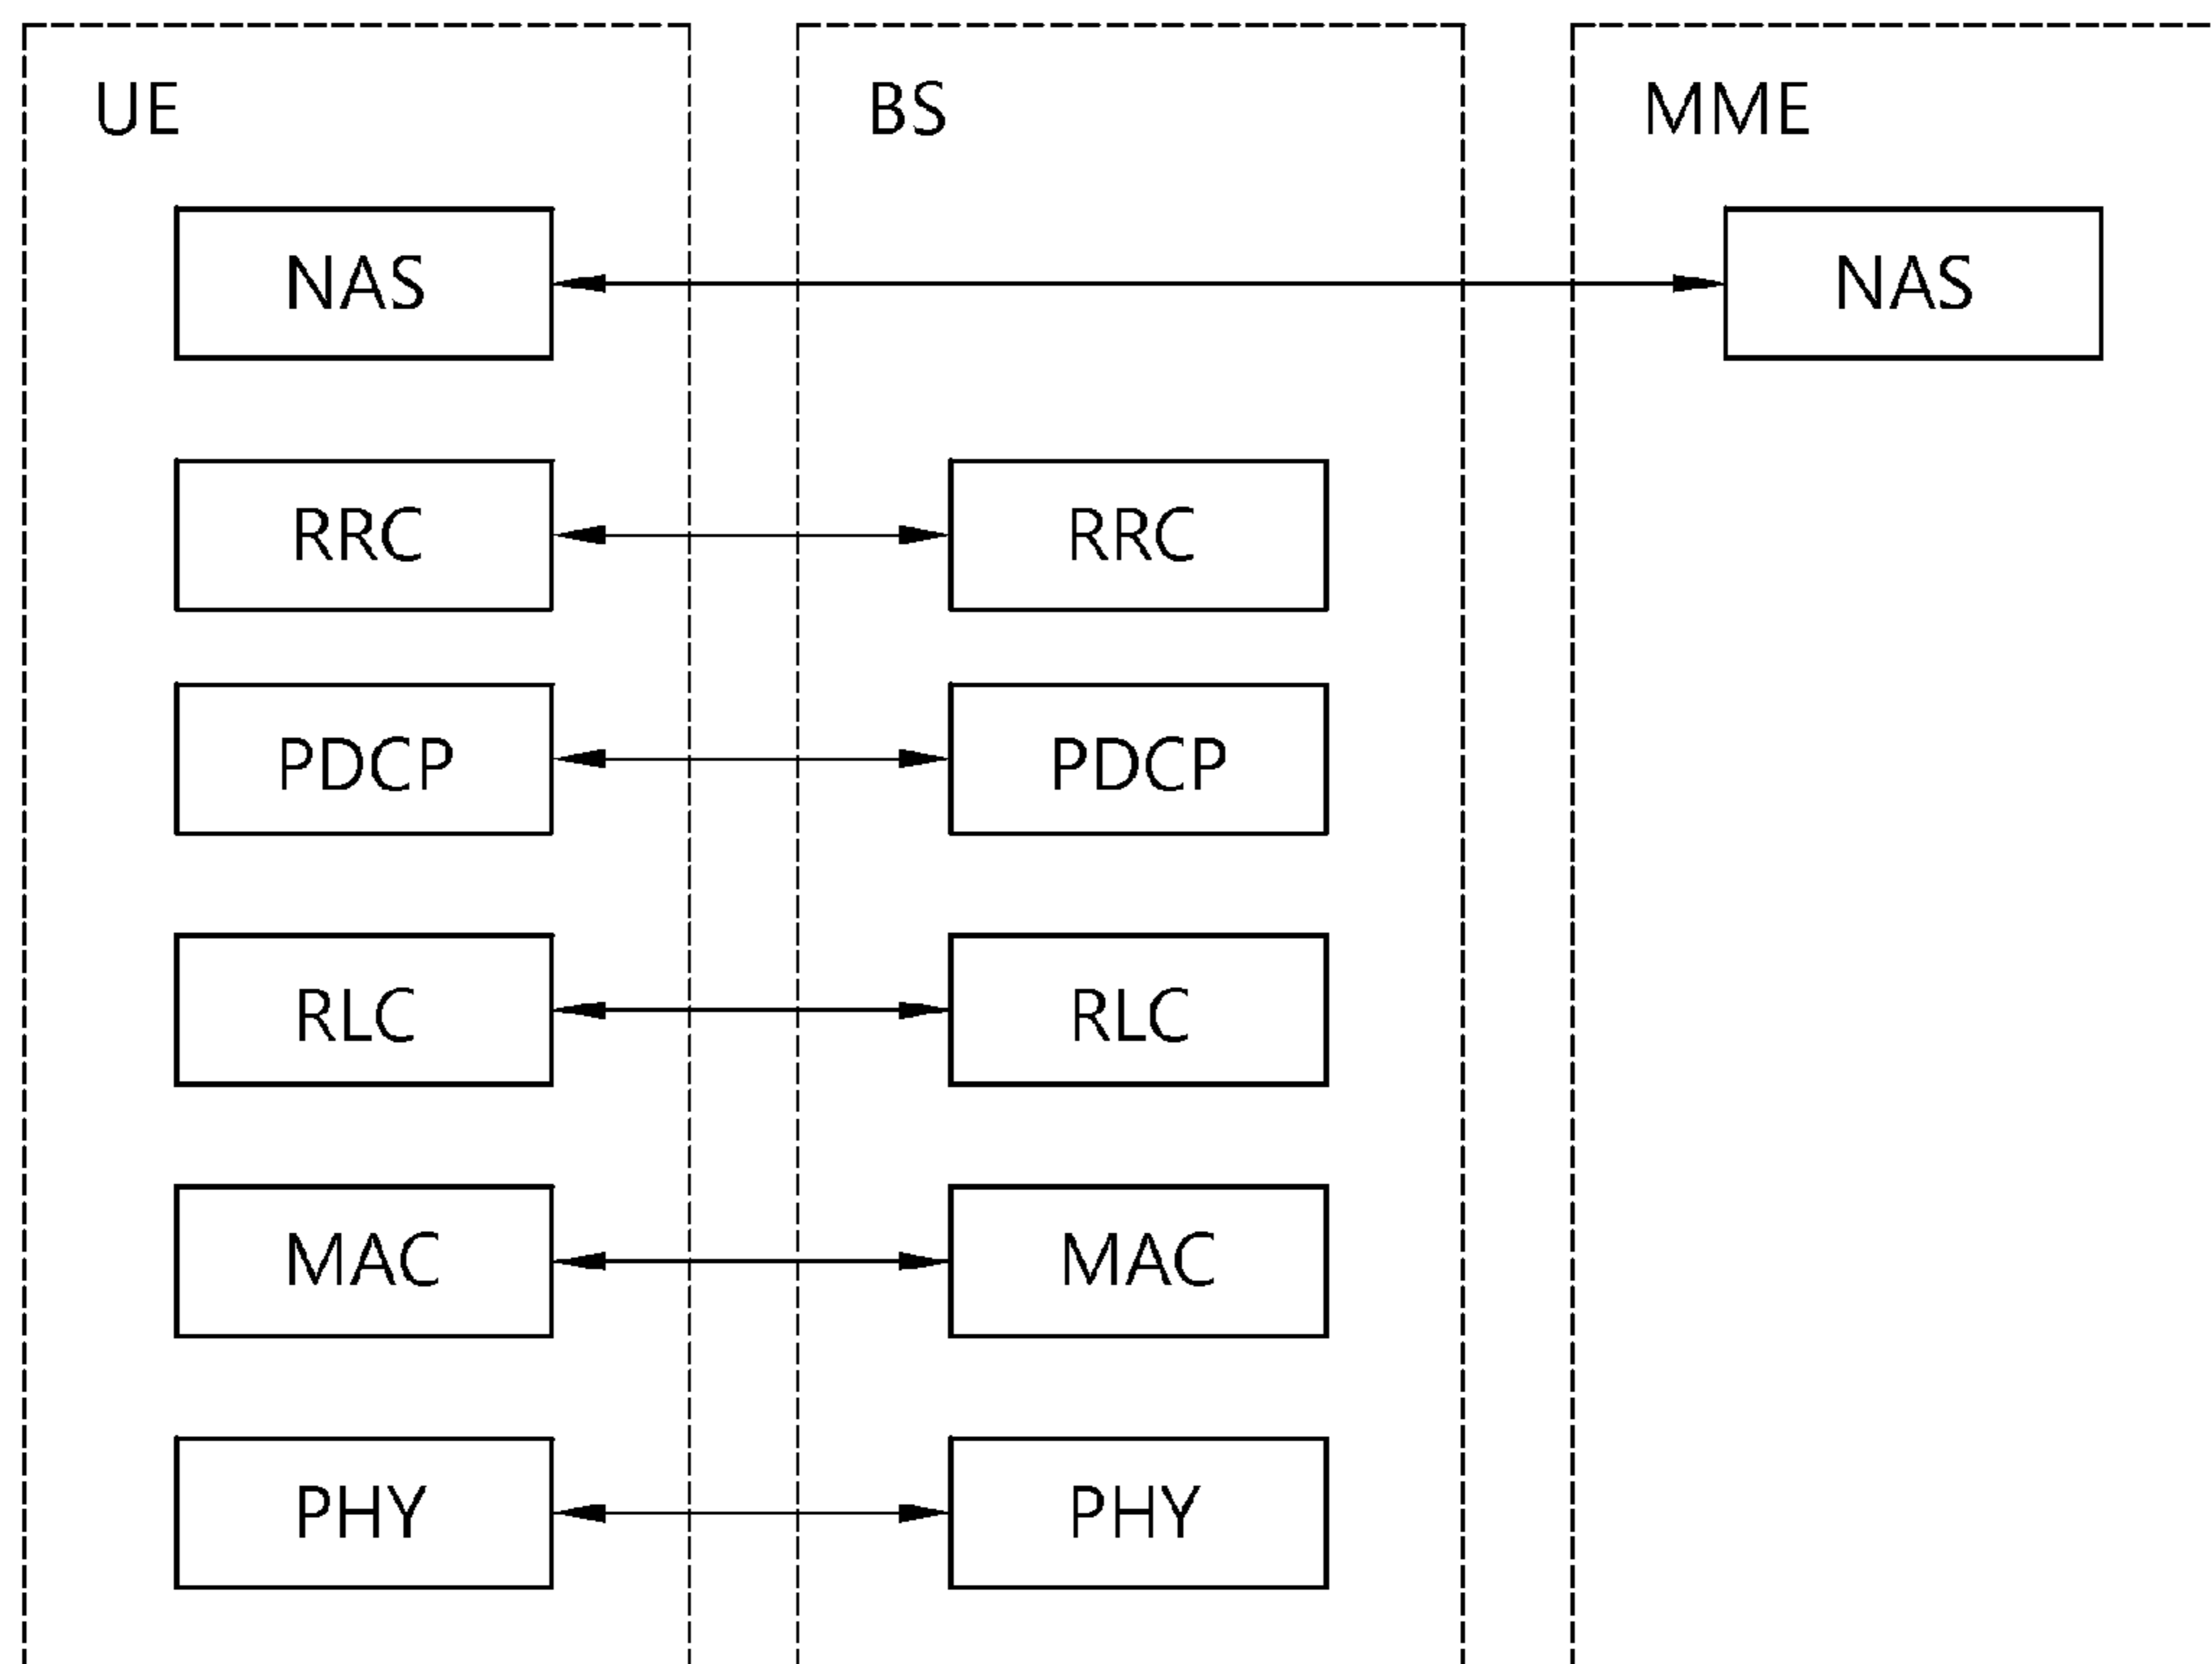 UE BS MME
NAS NAS
RRC RRC
PDCP PDCP
RLC RLC
MAC MAC
PHY PHY